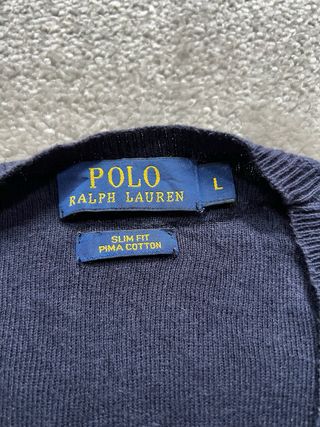 POLO
RALPH LAUREN
L
SLIM FIT
PIMA COTTON